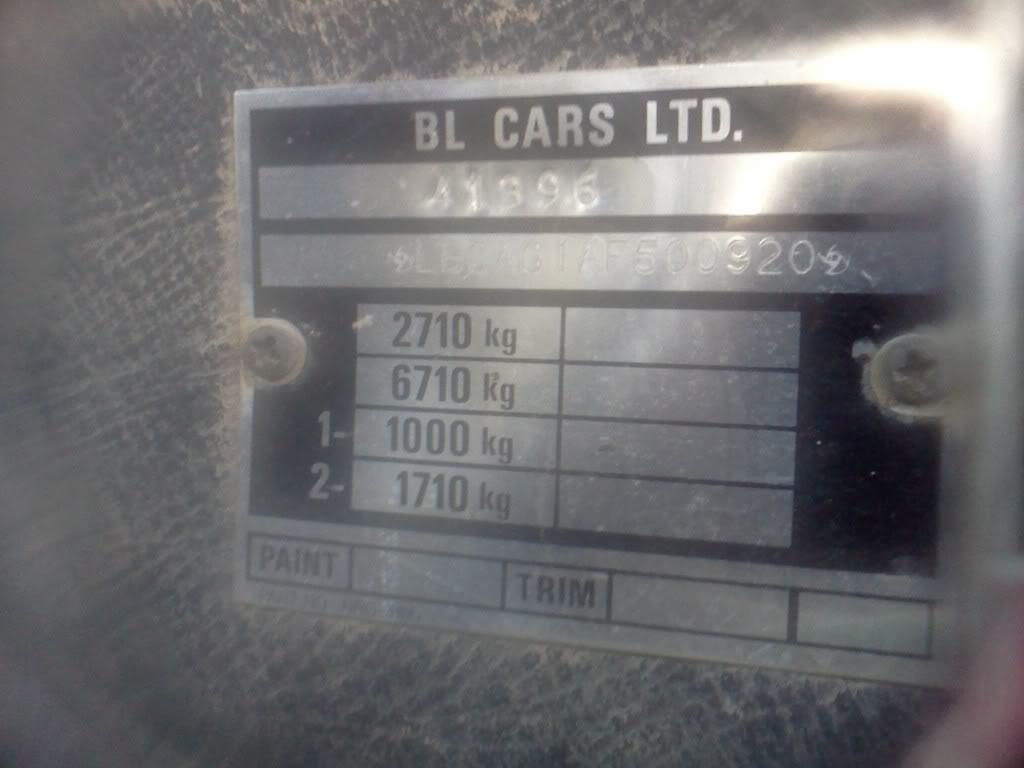 BL CARS LTD.
41396
2710 kg
6710 kg
1- 1000 kg
2- 1710 kg
PAINT TRIM